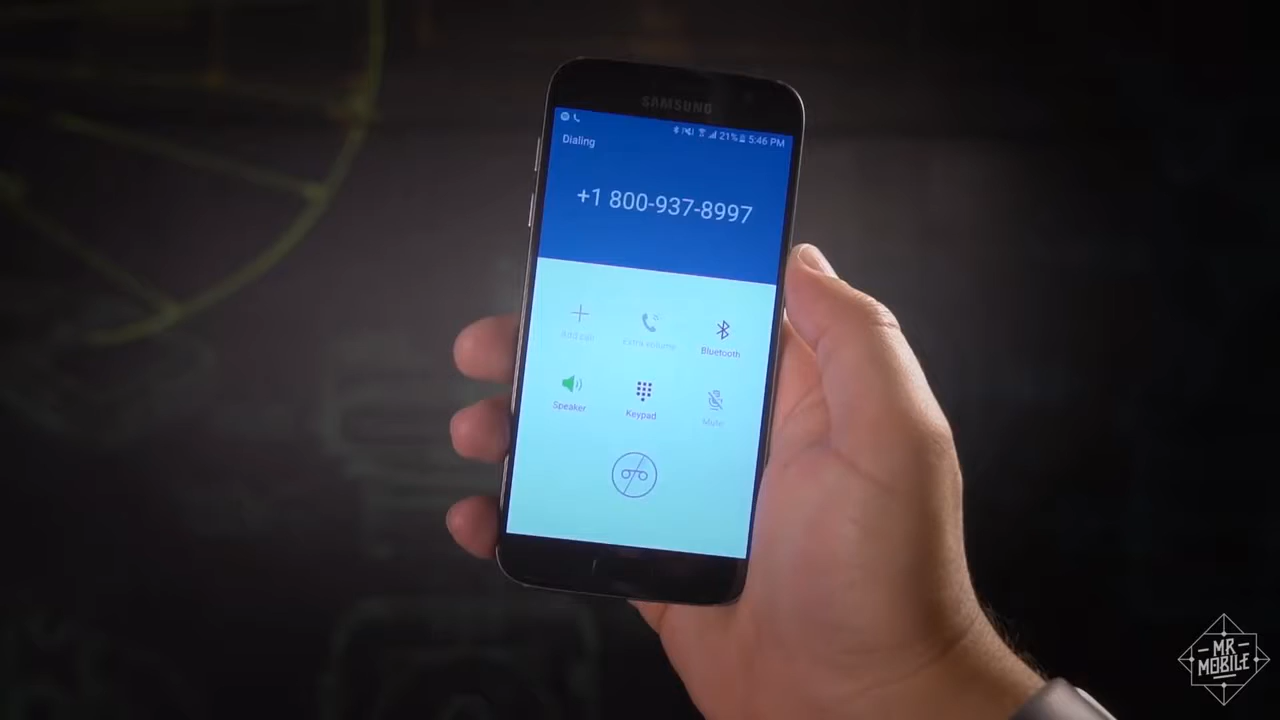 SAMSUNG
21% 5:46 PM
Dialing
+1 800-937-8997
Add call
Extra volume
Bluetooth
Speaker
Keypad
Mute
MR
MOBILE